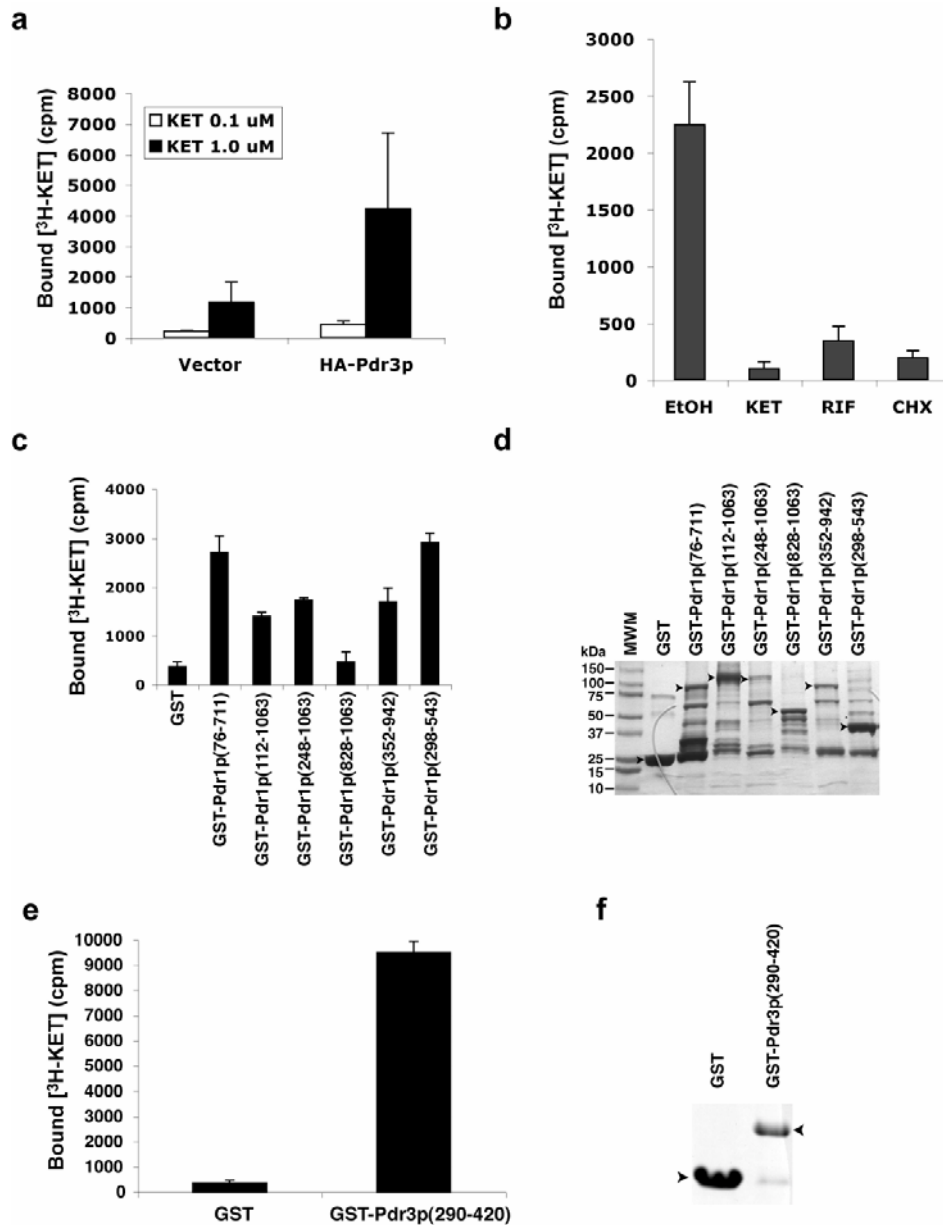 a
Bound [³H-KET] (cpm)
8000
7000
6000
5000
4000
3000
2000
1000
0
KET 0.1 uM
KET 1.0 uM
Vector
HA-Pdr3p
b
Bound [³H-KET] (cpm)
3000
2500
2000
1500
1000
500
0
EtOH
KET
RIF
CHX
c
Bound [³H-KET] (cpm)
4000
3000
2000
1000
0
GST
GST-Pdr1p(76-711)
GST-Pdr1p(112-1063)
GST-Pdr1p(248-1063)
GST-Pdr1p(828-1063)
GST-Pdr1p(352-942)
GST-Pdr1p(298-543)
d
MWM
GST
GST-Pdr1p(76-711)
GST-Pdr1p(112-1063)
GST-Pdr1p(248-1063)
GST-Pdr1p(828-1063)
GST-Pdr1p(352-942)
GST-Pdr1p(298-543)
kDa
150
100
75
50
37
25
15
10
e
Bound [³H-KET] (cpm)
10000
9000
8000
7000
6000
5000
4000
3000
2000
1000
0
GST
GST-Pdr3p(290-420)
f
GST
GST-Pdr3p(290-420)